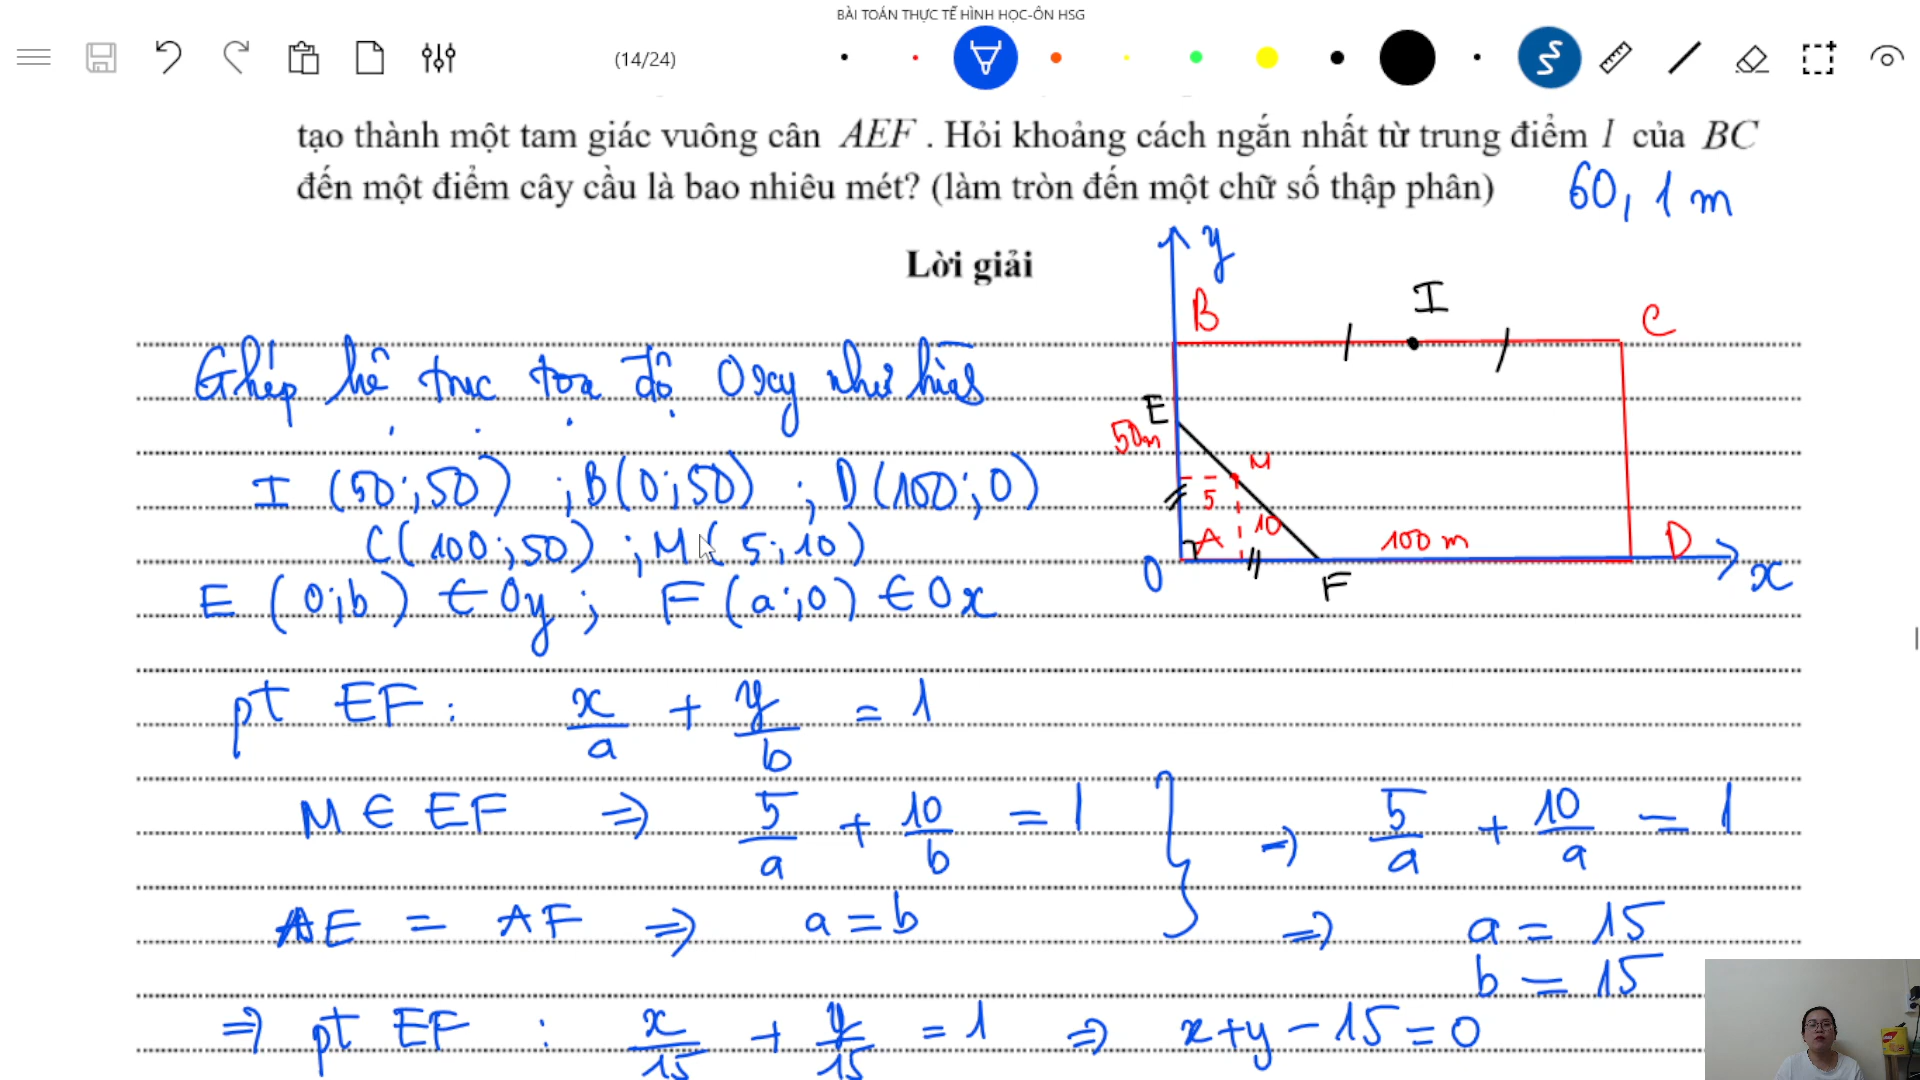 BÀI TOÁN THỰC TẾ HÌNH HỌC-ÔN HSG
(14/24)
tạo thành một tam giác vuông cân AEF . Hỏi khoảng cách ngắn nhất từ trung điểm I của BC
đến một điểm cây cầu là bao nhiêu mét? (làm tròn đến một chữ số thập phân)
60,1 m
Lời giải
y
B
I
C
E
50m
M
5
10
A
100 m
D
O
F
x
Ghép hệ trục tọa độ Oxy như hình
I (50;50) ; B(0;50) ; D(100;0)
C(100;50) ; M(5;10)
E (0;b) ∈ Oy ; F (a;0) ∈ Ox
pt EF : x/a + y/b = 1
M ∈ EF ⇒ 5/a + 10/b = 1 } ⇒ 5/a + 10/a = 1
AE = AF ⇒ a = b ⇒ a = 15
b = 15
⇒ pt EF : x/15 + y/15 = 1 ⇒ x+y-15=0